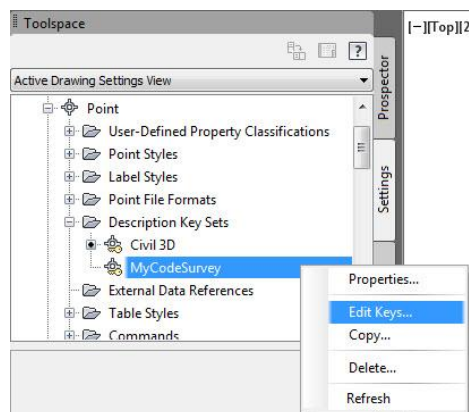 Toolspace
[−][Top][2
?
Active Drawing Settings View
Prospector
Settings
Point
User-Defined Property Classifications
Point Styles
Label Styles
Point File Formats
Description Key Sets
Civil 3D
MyCodeSurvey
External Data References
Table Styles
Commands
Properties...
Edit Keys...
Copy...
Delete...
Refresh